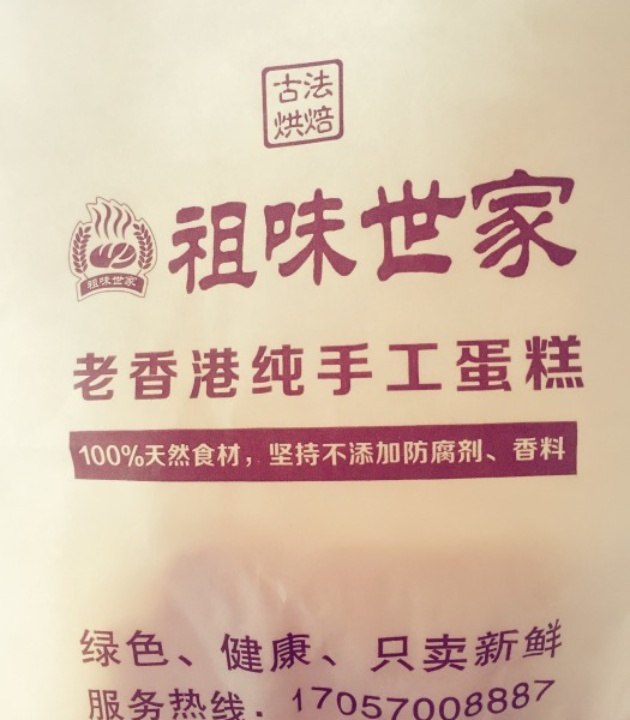 古法
烘焙
祖味世家
祖味世家
老香港纯手工蛋糕
100%天然食材，坚持不添加防腐剂、香料
绿色、健康、只卖新鲜
服务热线：17057008887